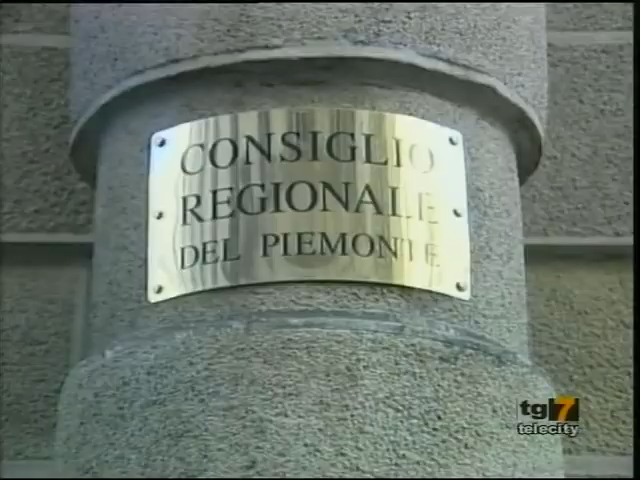 CONSIGLIO
REGIONALE
DEL PIEMONTE
tg7
telecity